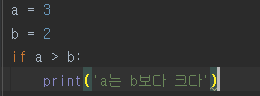 a = 3
b = 2
if a > b:
    print('a는 b보다 크다')